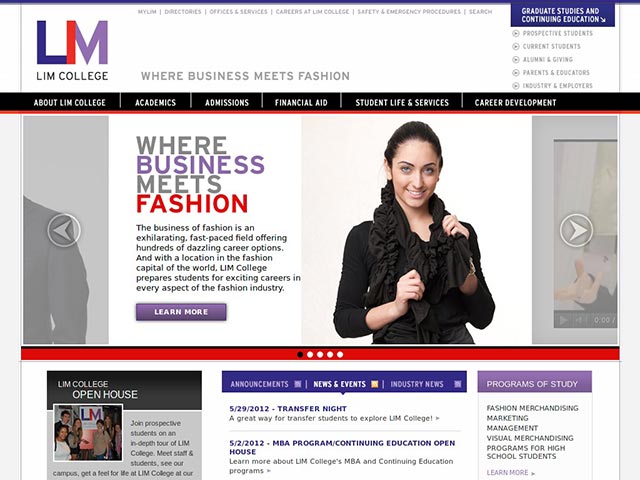 MYLIM | DIRECTORIES | OFFICES & SERVICES | CAREERS AT LIM COLLEGE | SAFETY & EMERGENCY PROCEDURES | SEARCH
GRADUATE STUDIES AND
CONTINUING EDUCATION
PROSPECTIVE STUDENTS
CURRENT STUDENTS
ALUMNI & GIVING
PARENTS & EDUCATORS
INDUSTRY & EMPLOYERS
LIM
LIM COLLEGE
WHERE BUSINESS MEETS FASHION
ABOUT LIM COLLEGE
ACADEMICS
ADMISSIONS
FINANCIAL AID
STUDENT LIFE & SERVICES
CAREER DEVELOPMENT
WHERE
BUSINESS
MEETS
FASHION
The business of fashion is an
exhilarating, fast-paced field offering
hundreds of dazzling career options.
And with a location in the fashion
capital of the world, LIM College
prepares students for exciting careers in
every aspect of the fashion industry.
LEARN MORE
0:00 /
LIM COLLEGE
OPEN HOUSE
LIM
Join prospective
students on an
in-depth tour of LIM
College. Meet staff &
students, see our
campus, get a feel for life at LIM College at our
ANNOUNCEMENTS | NEWS & EVENTS | INDUSTRY NEWS
5/29/2012 - TRANSFER NIGHT
A great way for transfer students to explore LIM College! >
5/2/2012 - MBA PROGRAM/CONTINUING EDUCATION OPEN
HOUSE
Learn more about LIM College's MBA and Continuing Education
programs >
PROGRAMS OF STUDY
FASHION MERCHANDISING
MARKETING
MANAGEMENT
VISUAL MERCHANDISING
PROGRAMS FOR HIGH
SCHOOL STUDENTS
LEARN MORE >